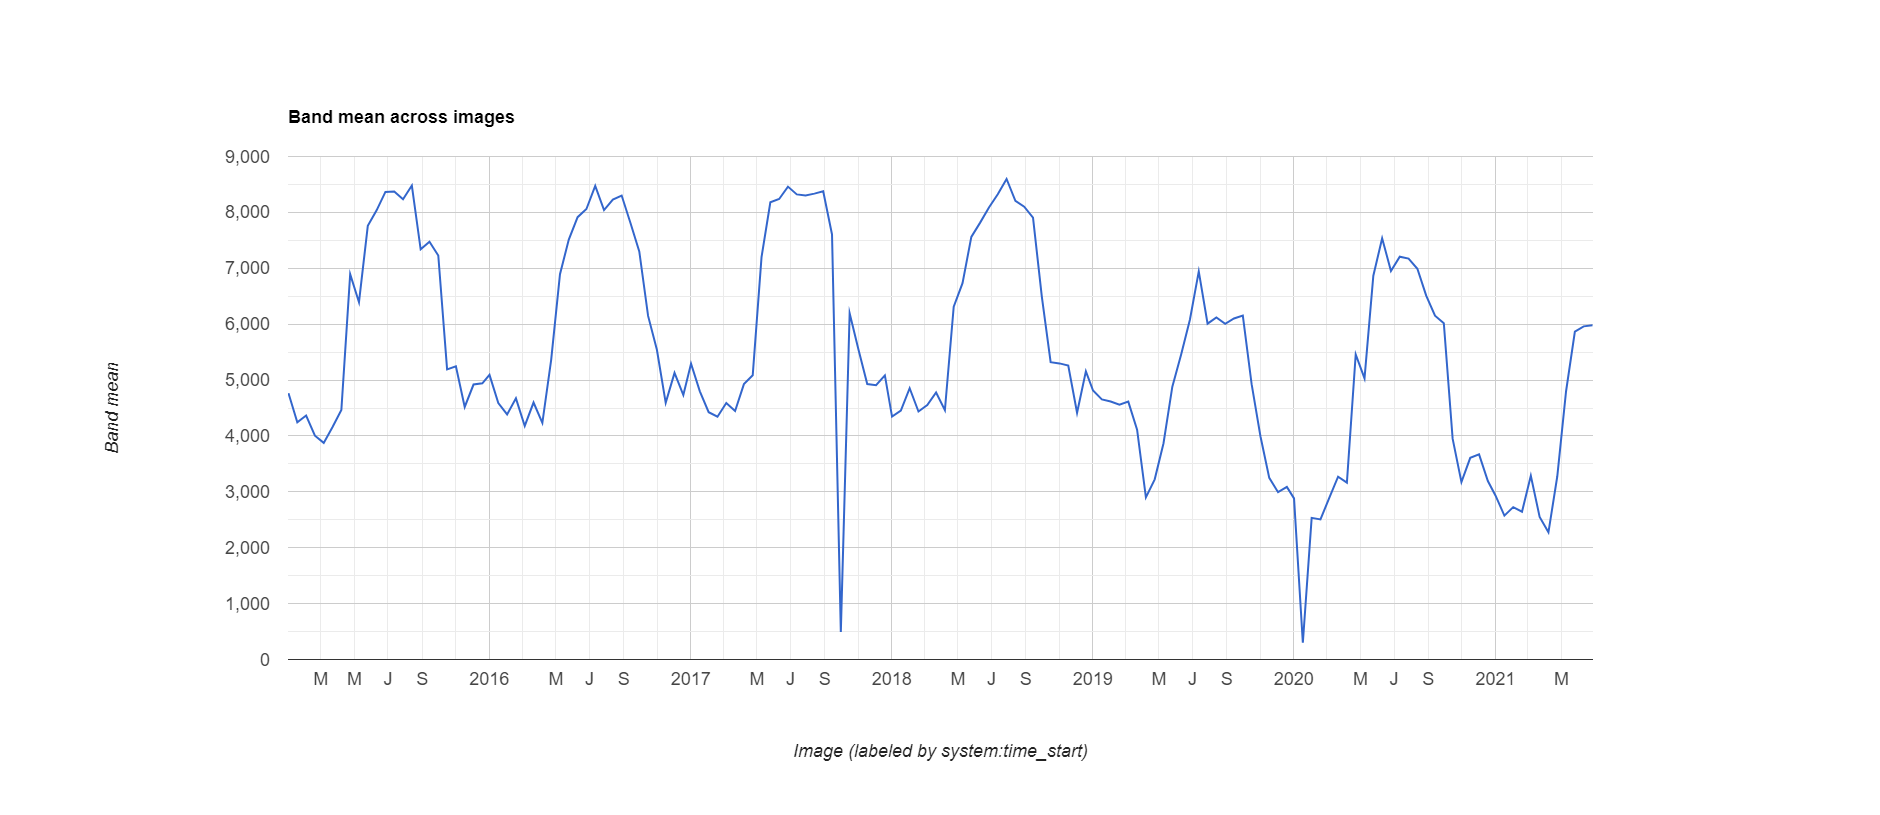 Band mean across images
9,000
8,000
7,000
6,000
5,000
4,000
3,000
2,000
1,000
0
Band mean
M M J S 2016 M J S 2017 M J S 2018 M J S 2019 M J S 2020 M J S 2021 M
Image (labeled by system:time_start)